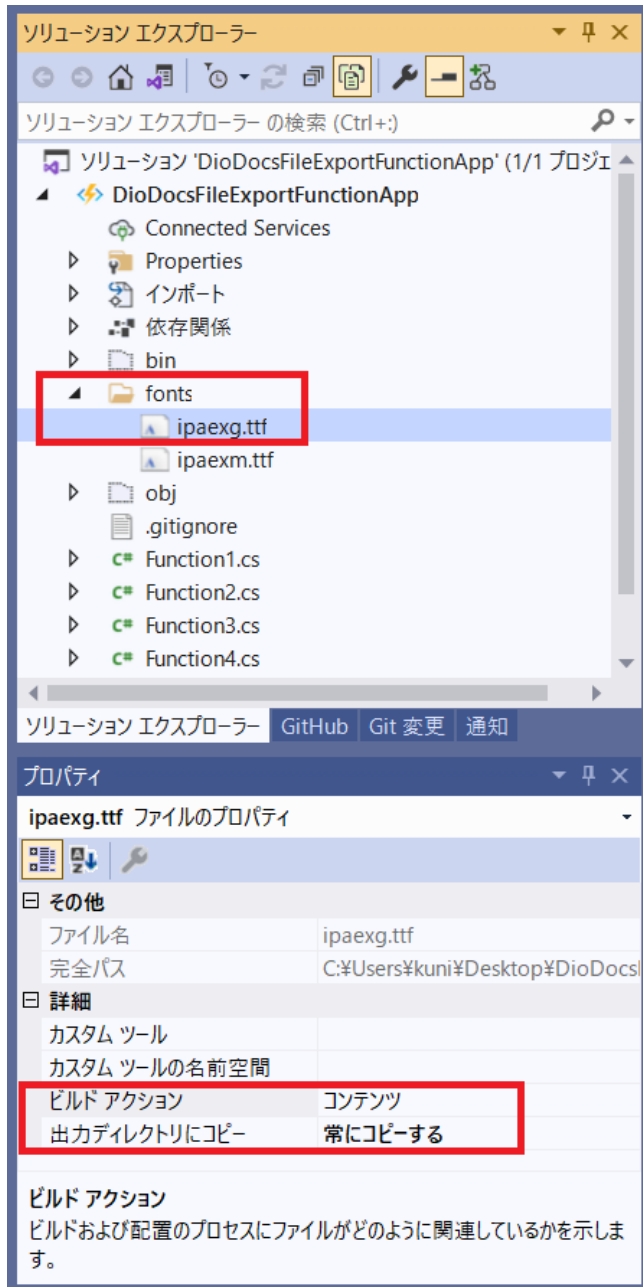 ソリューション エクスプローラー
ソリューション エクスプローラー の検索 (Ctrl+:)
ソリューション 'DioDocsFileExportFunctionApp' (1/1 プロジェ
DioDocsFileExportFunctionApp
Connected Services
Properties
インポート
依存関係
bin
fonts
ipaexg.ttf
ipaexm.ttf
obj
.gitignore
C# Function1.cs
C# Function2.cs
C# Function3.cs
C# Function4.cs
ソリューション エクスプローラー GitHub Git 変更 通知
プロパティ
ipaexg.ttf ファイルのプロパティ
その他
ファイル名 ipaexg.ttf
完全パス C:¥Users¥kuni¥Desktop¥DioDocs
詳細
カスタム ツール
カスタム ツールの名前空間
ビルド アクション コンテンツ
出力ディレクトリにコピー 常にコピーする
ビルド アクション
ビルドおよび配置のプロセスにファイルがどのように関連しているかを示しま
す。